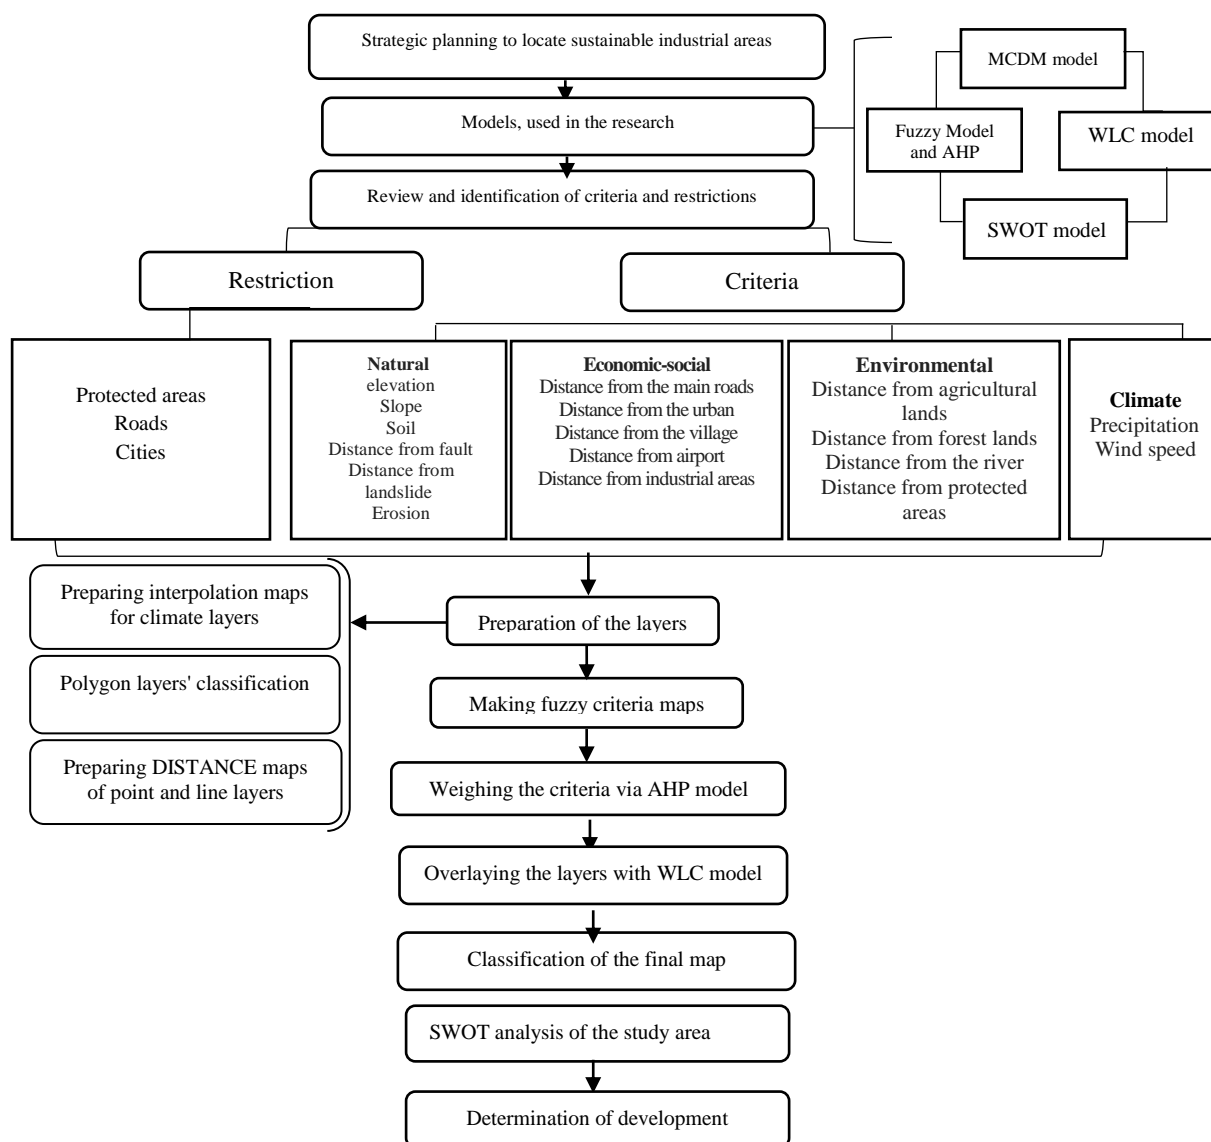 Strategic planning to locate sustainable industrial areas
MCDM model
Models, used in the research
Fuzzy Model
and AHP
WLC model
Review and identification of criteria and restrictions
SWOT model
Restriction
Criteria
Protected areas
Roads
Cities
Natural
elevation
Slope
Soil
Distance from fault
Distance from
landslide
Erosion
Economic-social
Distance from the main roads
Distance from the urban
Distance from the village
Distance from airport
Distance from industrial areas
Environmental
Distance from agricultural
lands
Distance from forest lands
Distance from the river
Distance from protected
areas
Climate
Precipitation
Wind speed
Preparing interpolation maps
for climate layers
Polygon layers' classification
Preparing DISTANCE maps
of point and line layers
Preparation of the layers
Making fuzzy criteria maps
Weighing the criteria via AHP model
Overlaying the layers with WLC model
Classification of the final map
SWOT analysis of the study area
Determination of development